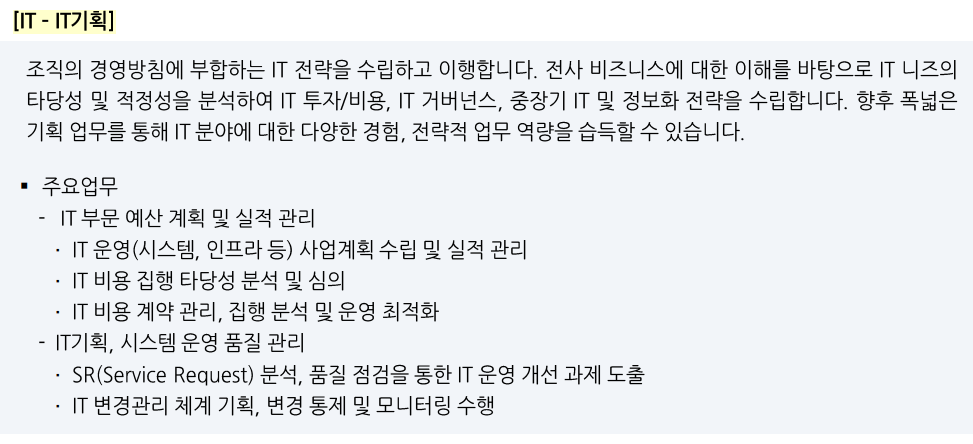 [IT - IT기획]
조직의 경영방침에 부합하는 IT 전략을 수립하고 이행합니다. 전사 비즈니스에 대한 이해를 바탕으로 IT 니즈의
타당성 및 적정성을 분석하여 IT 투자/비용, IT 거버넌스, 중장기 IT 및 정보화 전략을 수립합니다. 향후 폭넓은
기획 업무를 통해 IT 분야에 대한 다양한 경험, 전략적 업무 역량을 습득할 수 있습니다.
▪ 주요업무
- IT 부문 예산 계획 및 실적 관리
· IT 운영(시스템, 인프라 등) 사업계획 수립 및 실적 관리
· IT 비용 집행 타당성 분석 및 심의
· IT 비용 계약 관리, 집행 분석 및 운영 최적화
- IT기획, 시스템 운영 품질 관리
· SR(Service Request) 분석, 품질 점검을 통한 IT 운영 개선 과제 도출
· IT 변경관리 체계 기획, 변경 통제 및 모니터링 수행